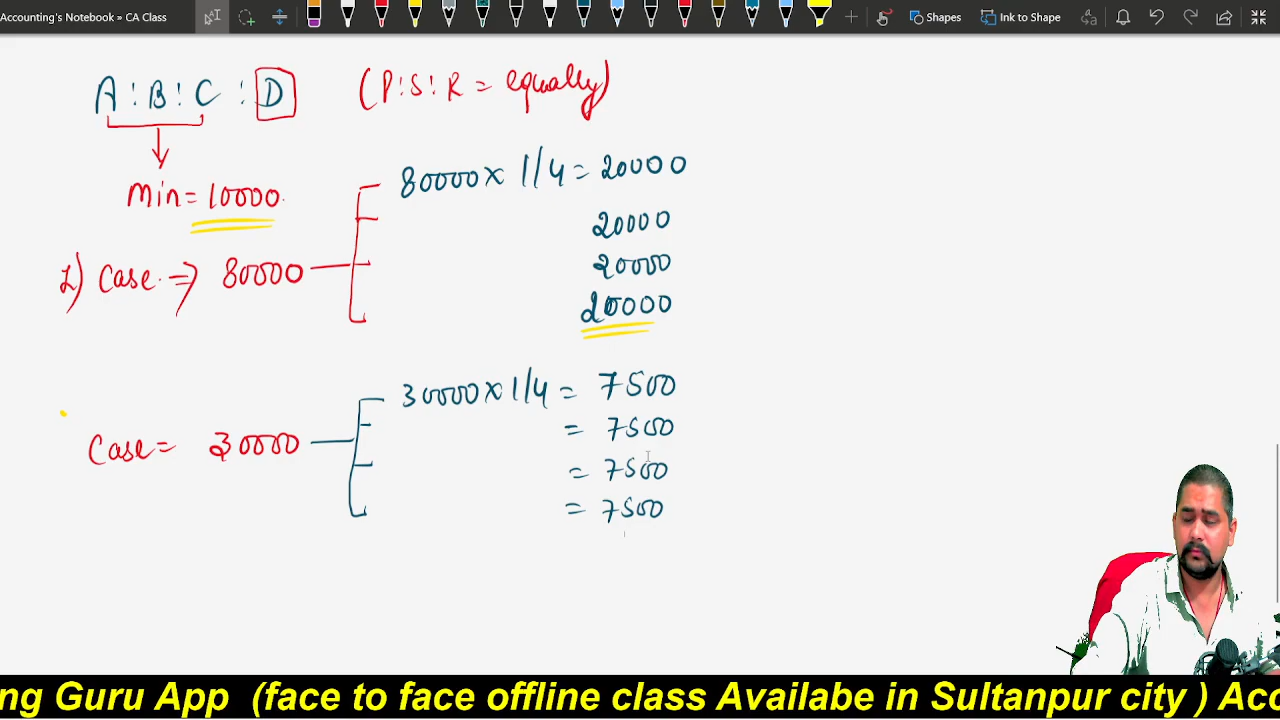 Accounting's Notebook » CA Class
Shapes
Ink to Shape
A : B : C : D
(P:S:R = equally)
Min = 10000
80000 x 1/4 = 20000
20000
1) Case ⇒ 80000
20000
20000
30000 x 1/4 = 7500
= 7500
Case = 30000
= 7500
= 7500
ng Guru App (face to face offline class Availabe in Sultanpur city ) Acc